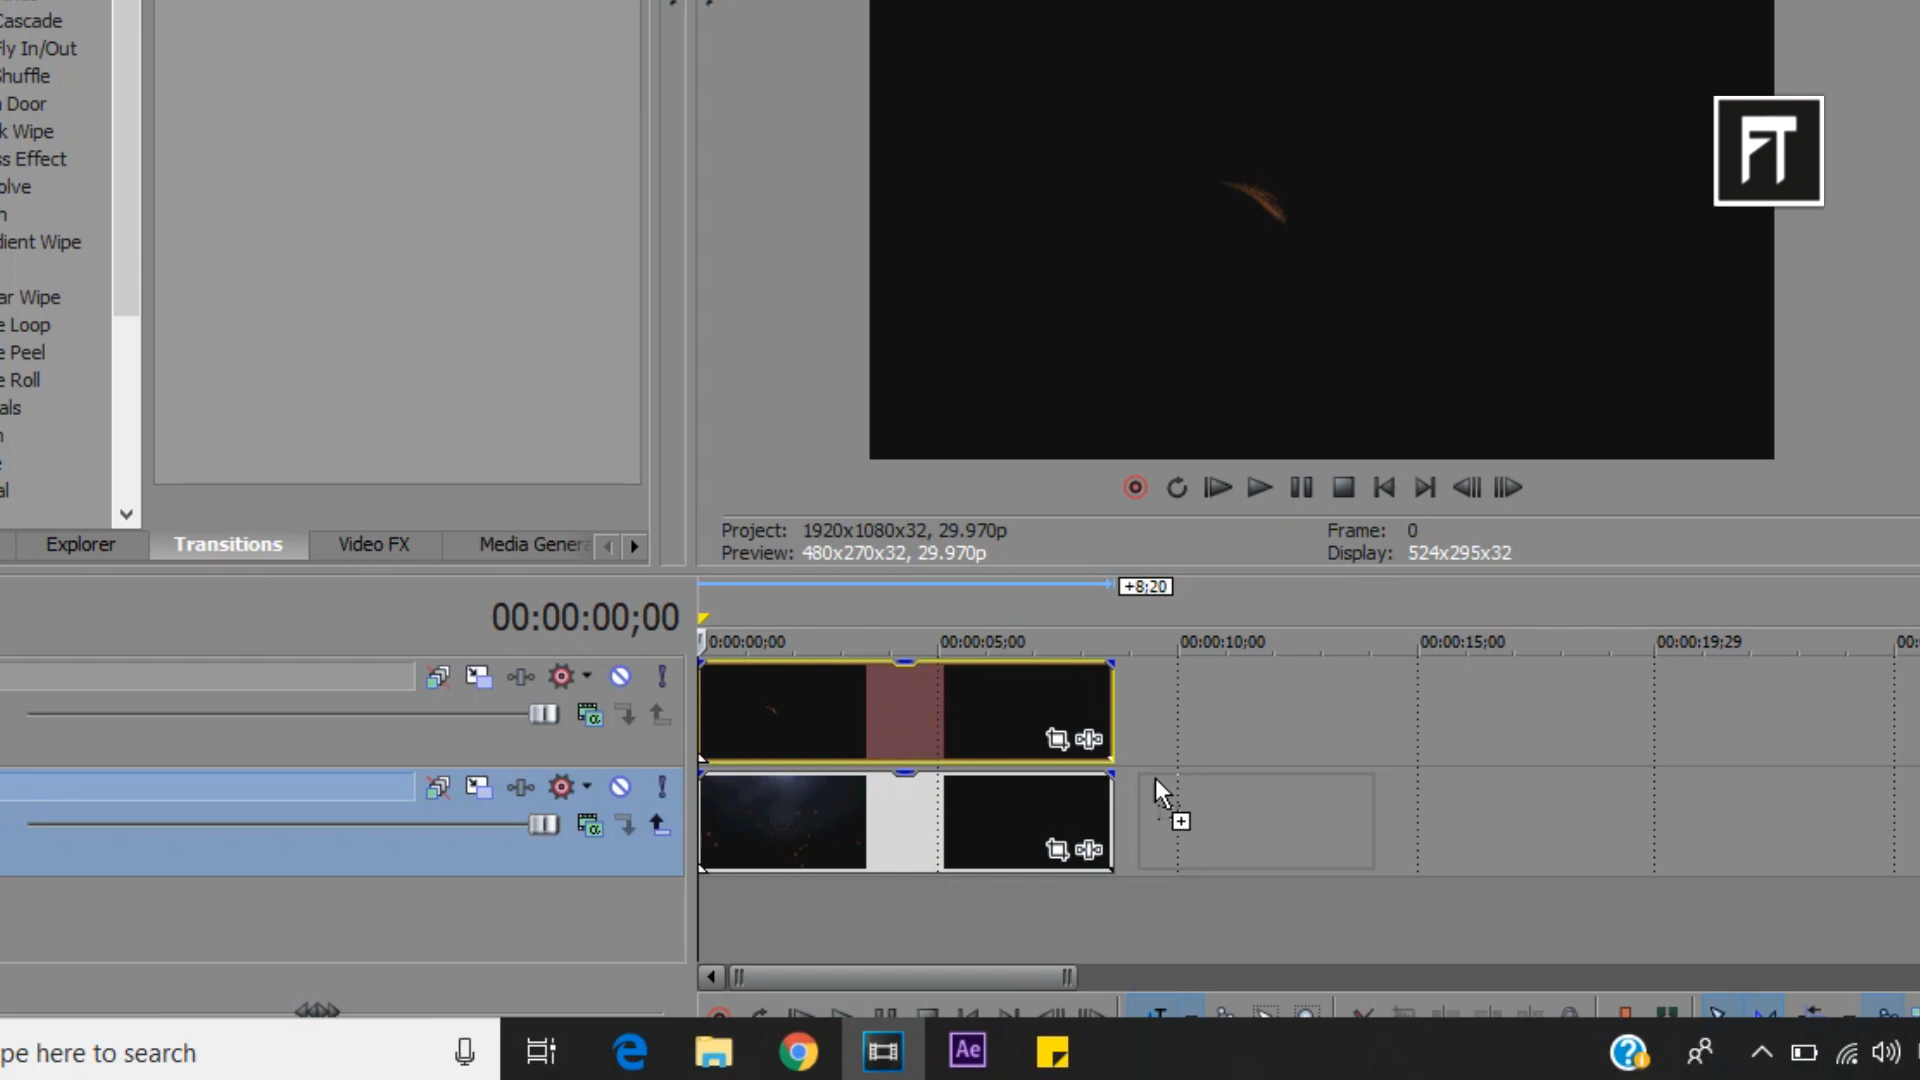 Cascade
Fly In/Out
Shuffle
Door
k Wipe
ss Effect
olve
n
dient Wipe
ar Wipe
e Loop
e Peel
e Roll
als
al
Explorer
Transitions
Video FX
Media Genera
FT
Project: 1920x1080x32, 29.970p
Preview: 480x270x32, 29.970p
Frame: 0
Display: 524x295x32
+8;20
00:00:00;00
0:00:00;00
00:00:05;00
00:00:10;00
00:00:15;00
00:00:19;29
00:
pe here to search
Ae